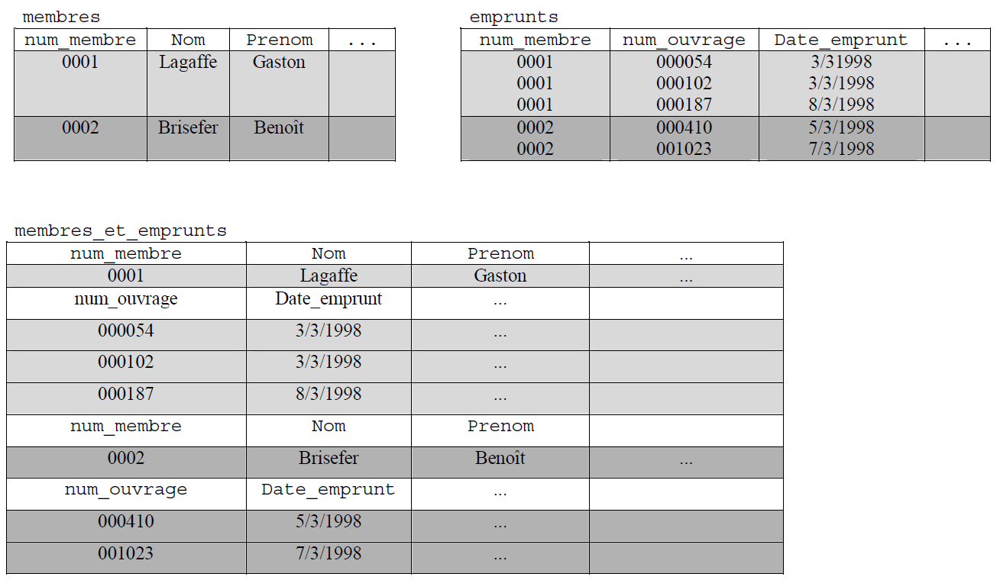 membres
num_membre Nom Prenom ...
0001 Lagaffe Gaston
0002 Brisefer Benoît
emprunts
num_membre num_ouvrage Date_emprunt ...
0001 000054 3/31998
0001 000102 3/3/1998
0001 000187 8/3/1998
0002 000410 5/3/1998
0002 001023 7/3/1998
membres_et_emprunts
num_membre Nom Prenom ...
0001 Lagaffe Gaston ...
num_ouvrage Date_emprunt ...
000054 3/3/1998 ...
000102 3/3/1998 ...
000187 8/3/1998 ...
num_membre Nom Prenom
0002 Brisefer Benoît ...
num_ouvrage Date_emprunt ...
000410 5/3/1998 ...
001023 7/3/1998 ...